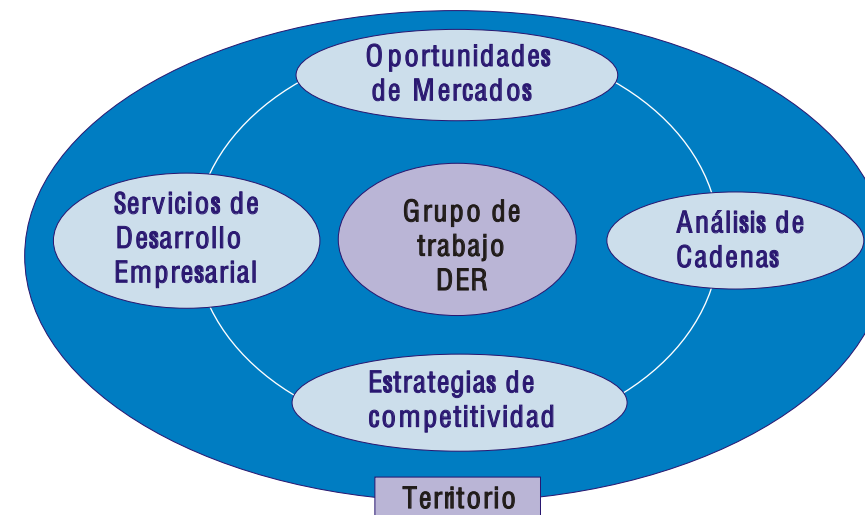 Oportunidades
de Mercados
Servicios de
Desarrollo
Empresarial
Grupo de
trabajo
DER
Análisis de
Cadenas
Estrategias de
competitividad
Territorio